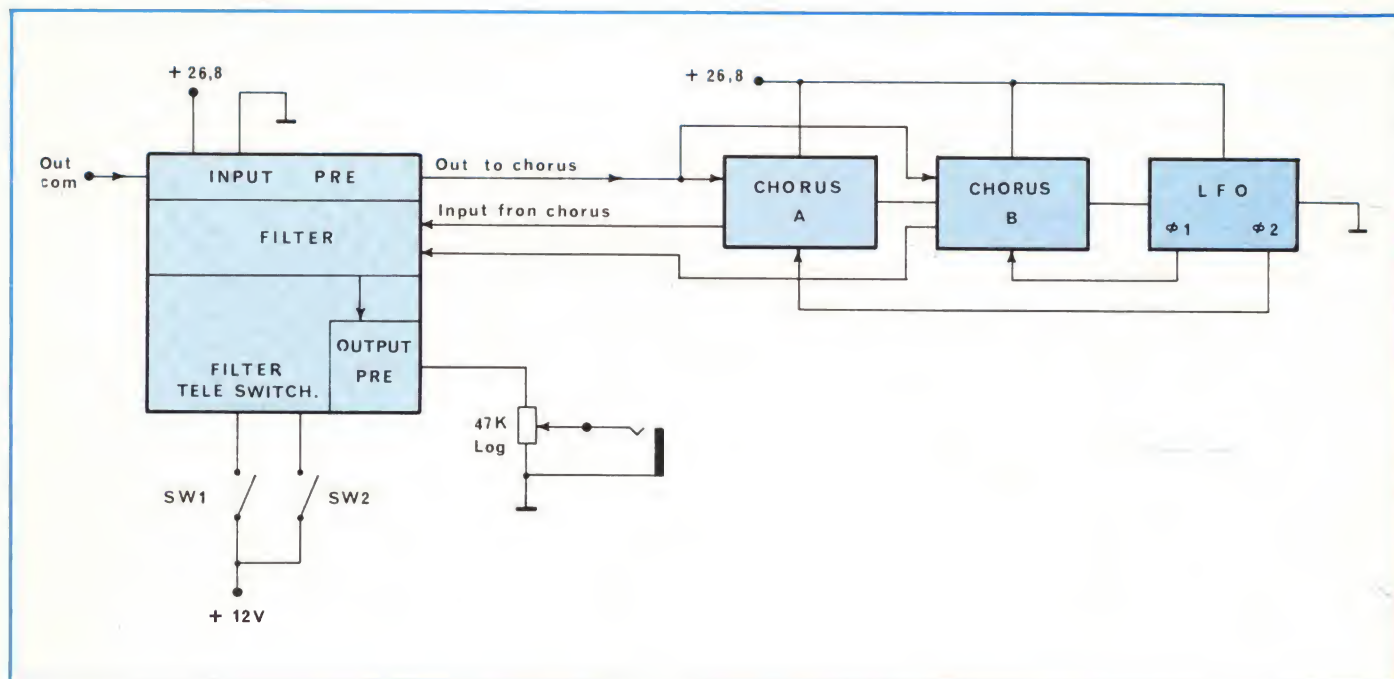 + 26,8
+ 26,8
Out
com
INPUT PRE
Out to chorus
Input fron chorus
FILTER
CHORUS
A
CHORUS
B
LFO
Φ1 Φ2
OUTPUT
PRE
FILTER
TELE SWITCH.
47K
Log
SW1
SW2
+ 12V